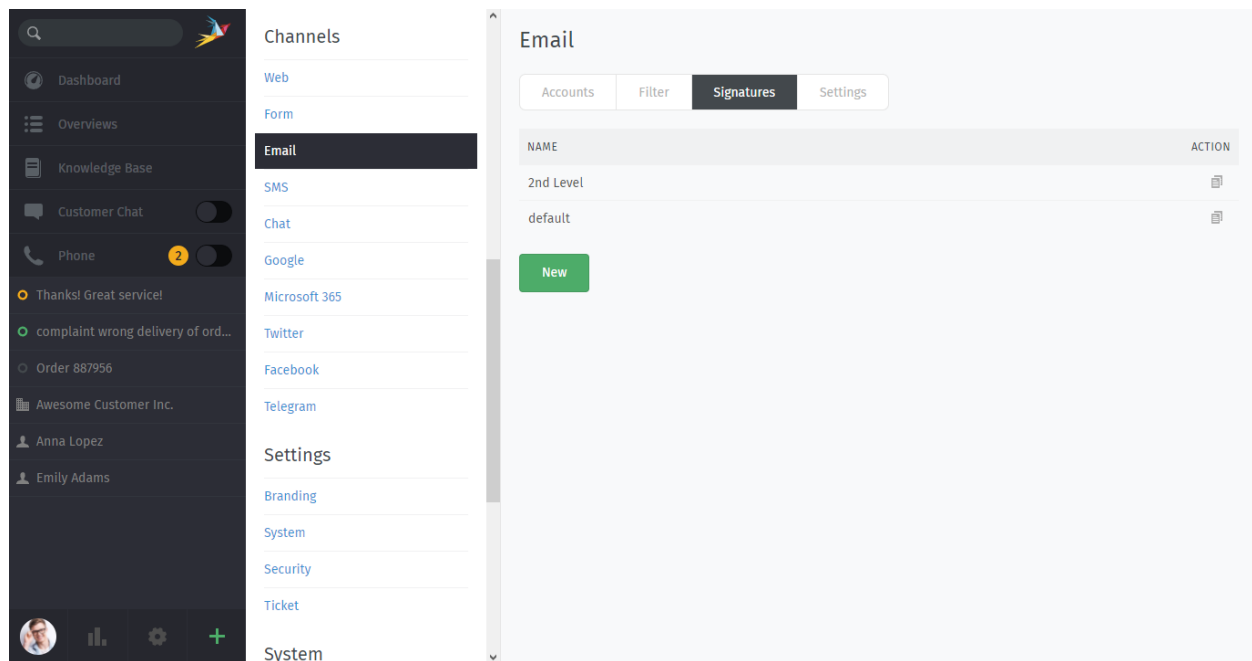 Dashboard
Overviews
Knowledge Base
Customer Chat
Phone 2
Thanks! Great service!
complaint wrong delivery of ord...
Order 887956
Awesome Customer Inc.
Anna Lopez
Emily Adams
Channels
Web
Form
Email
SMS
Chat
Google
Microsoft 365
Twitter
Facebook
Telegram
Settings
Branding
System
Security
Ticket
System
Email
Accounts Filter Signatures Settings
NAME ACTION
2nd Level
default
New